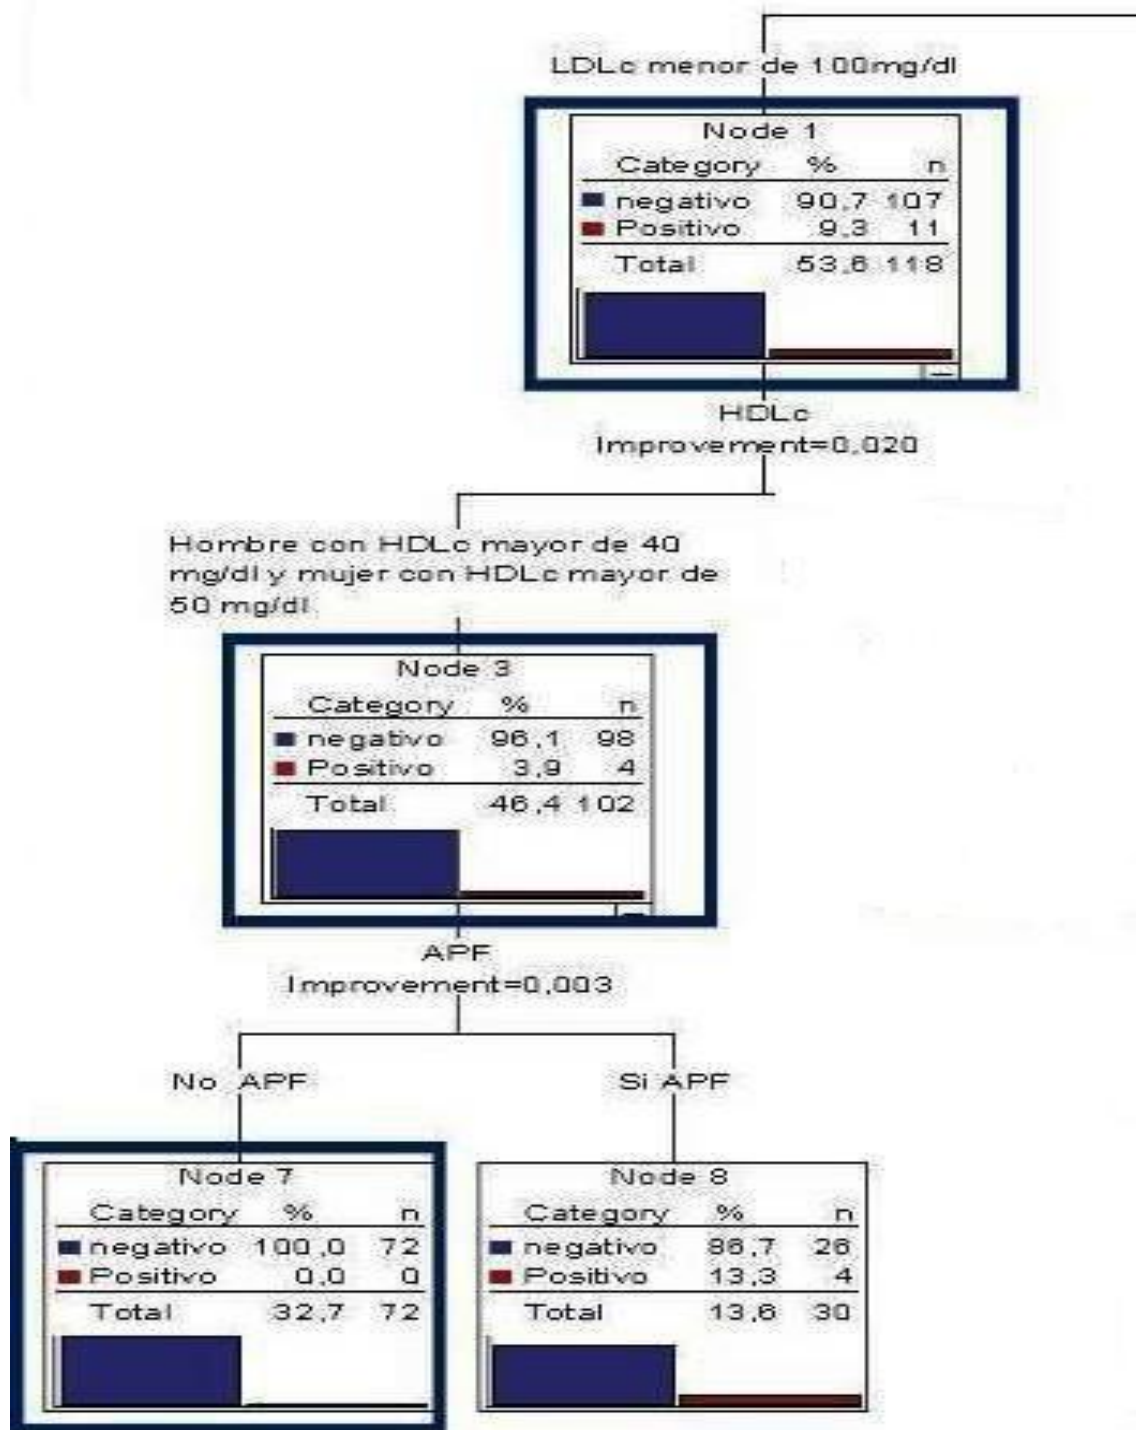 LDLc menor de 100mg/dl
Node 1
Category % n
negativo 90,7 107
Positivo 9,3 11
Total 53,6 118
HDLc
Improvement=0,020
Hombre con HDLc mayor de 40
mg/dl y mujer con HDLc mayor de
50 mg/dl
Node 3
Category % n
negativo 96,1 98
Positivo 3,9 4
Total 46,4 102
APF
Improvement=0,003
No APF
Si APF
Node 7
Category % n
negativo 100,0 72
Positivo 0,0 0
Total 32,7 72
Node 8
Category % n
negativo 86,7 26
Positivo 13,3 4
Total 13,6 30